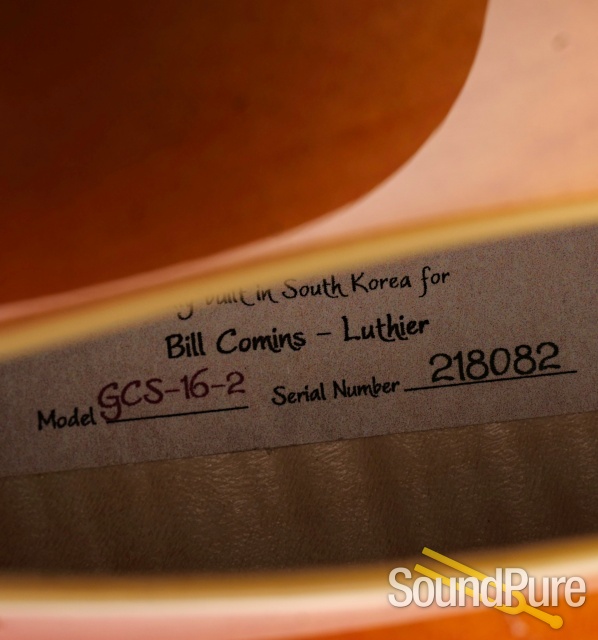 built in South Korea for
Bill Comins – Luthier
Model GCS-16-2 Serial Number 218082
SoundPure